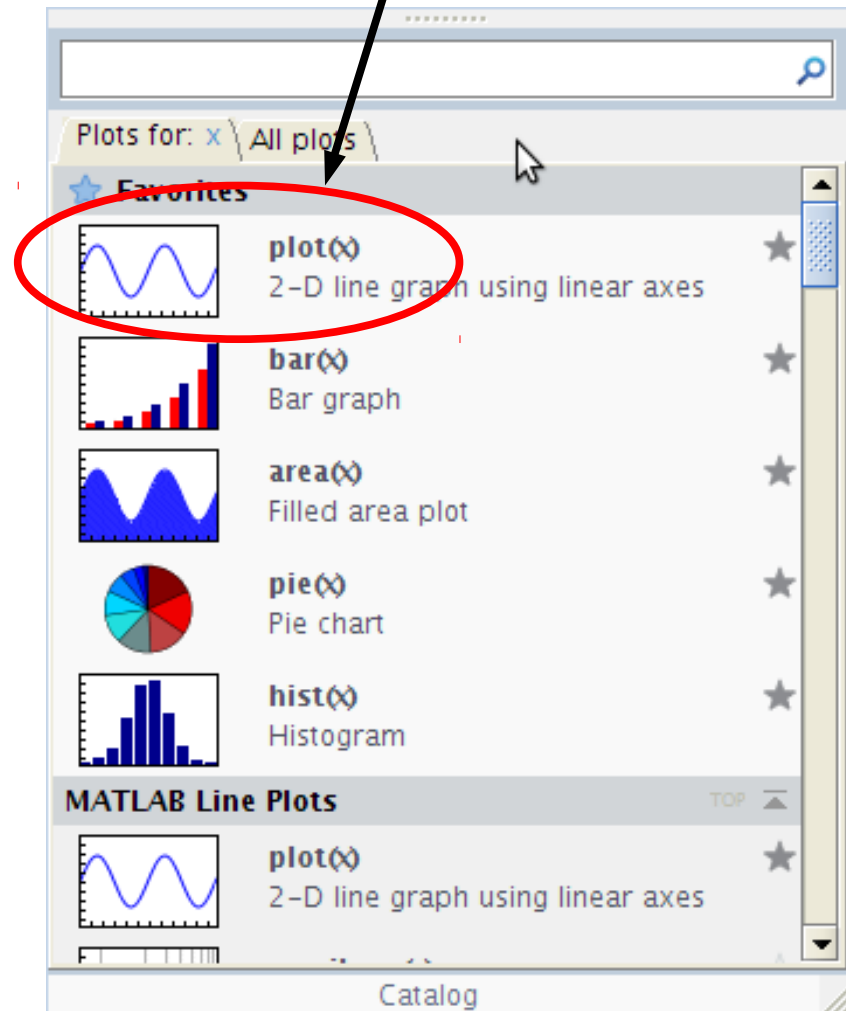 Plots for: x All plots
Favorites
plot(x)
2-D line graph using linear axes
bar(x)
Bar graph
area(x)
Filled area plot
pie(x)
Pie chart
hist(x)
Histogram
MATLAB Line Plots TOP
plot(x)
2-D line graph using linear axes
Catalog